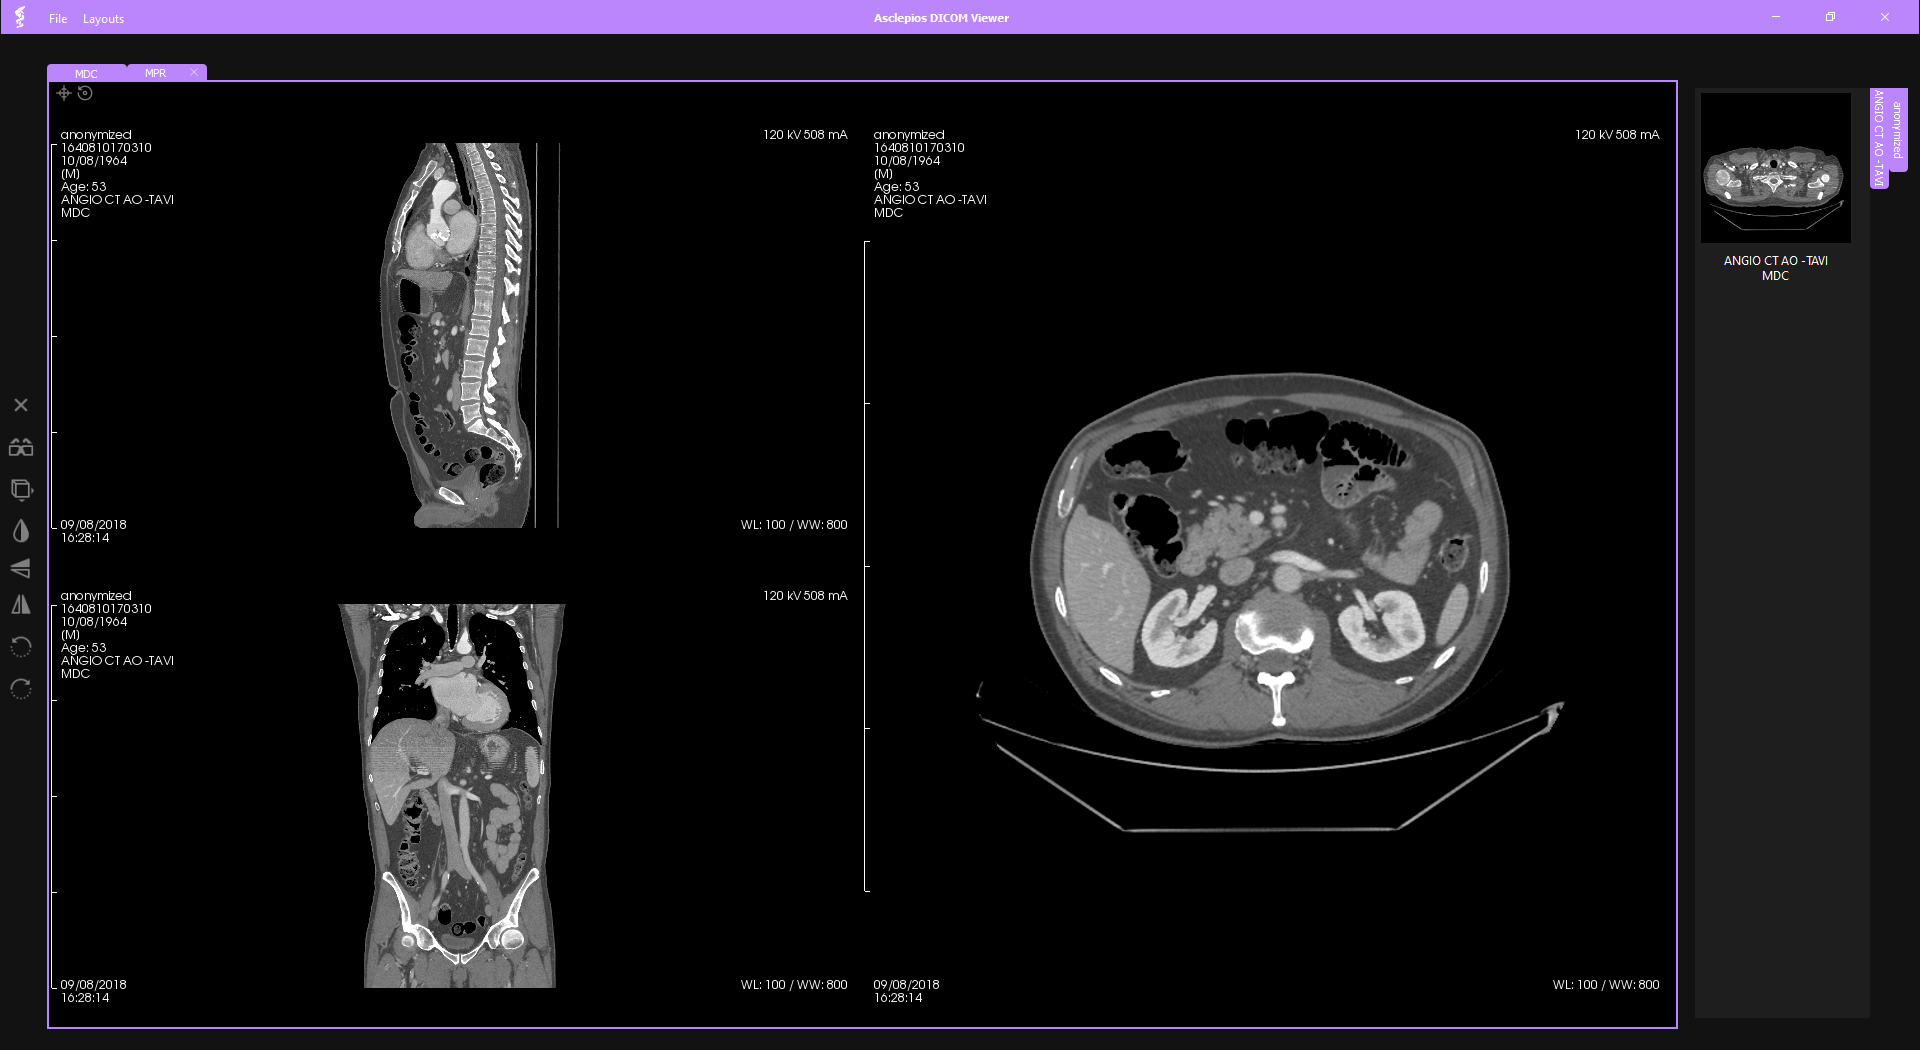 File Layouts
Asclepios DICOM Viewer
MDC
MPR
anonymized
1640810170310
10/08/1964
(M)
Age: 53
ANGIO CT AO -TAVI
MDC
120 kV 508 mA
09/08/2018
16:28:14
WL: 100 / WW: 800
anonymized
1640810170310
10/08/1964
(M)
Age: 53
ANGIO CT AO -TAVI
MDC
120 kV 508 mA
09/08/2018
16:28:14
WL: 100 / WW: 800
anonymized
1640810170310
10/08/1964
(M)
Age: 53
ANGIO CT AO -TAVI
MDC
120 kV 508 mA
09/08/2018
16:28:14
WL: 100 / WW: 800
ANGIO CT AO -TAVI
MDC
anonymized
ANGIO CT AO -TAVI